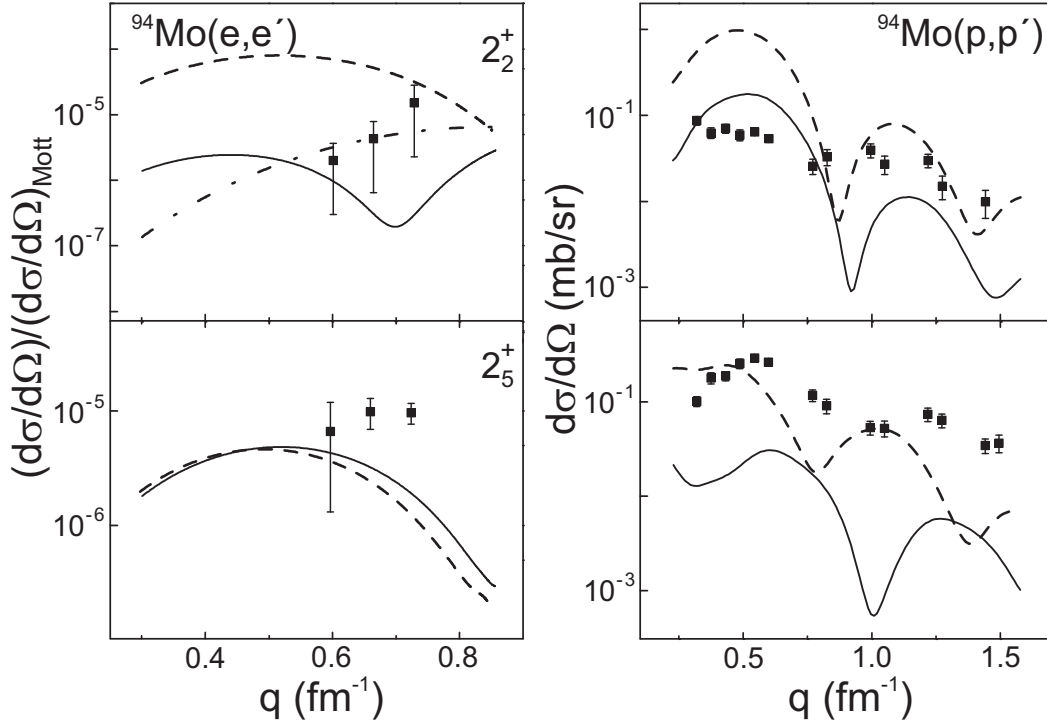 ⁹⁴Mo(e,e´)
2₂⁺
10⁻⁵
10⁻⁷
(dσ/dΩ)/(dσ/dΩ)Mott
2₅⁺
10⁻⁵
10⁻⁶
0.4 0.6 0.8
q (fm⁻¹)
⁹⁴Mo(p,p´)
10⁻¹
10⁻³
dσ/dΩ (mb/sr)
10⁻¹
10⁻³
0.5 1.0 1.5
q (fm⁻¹)